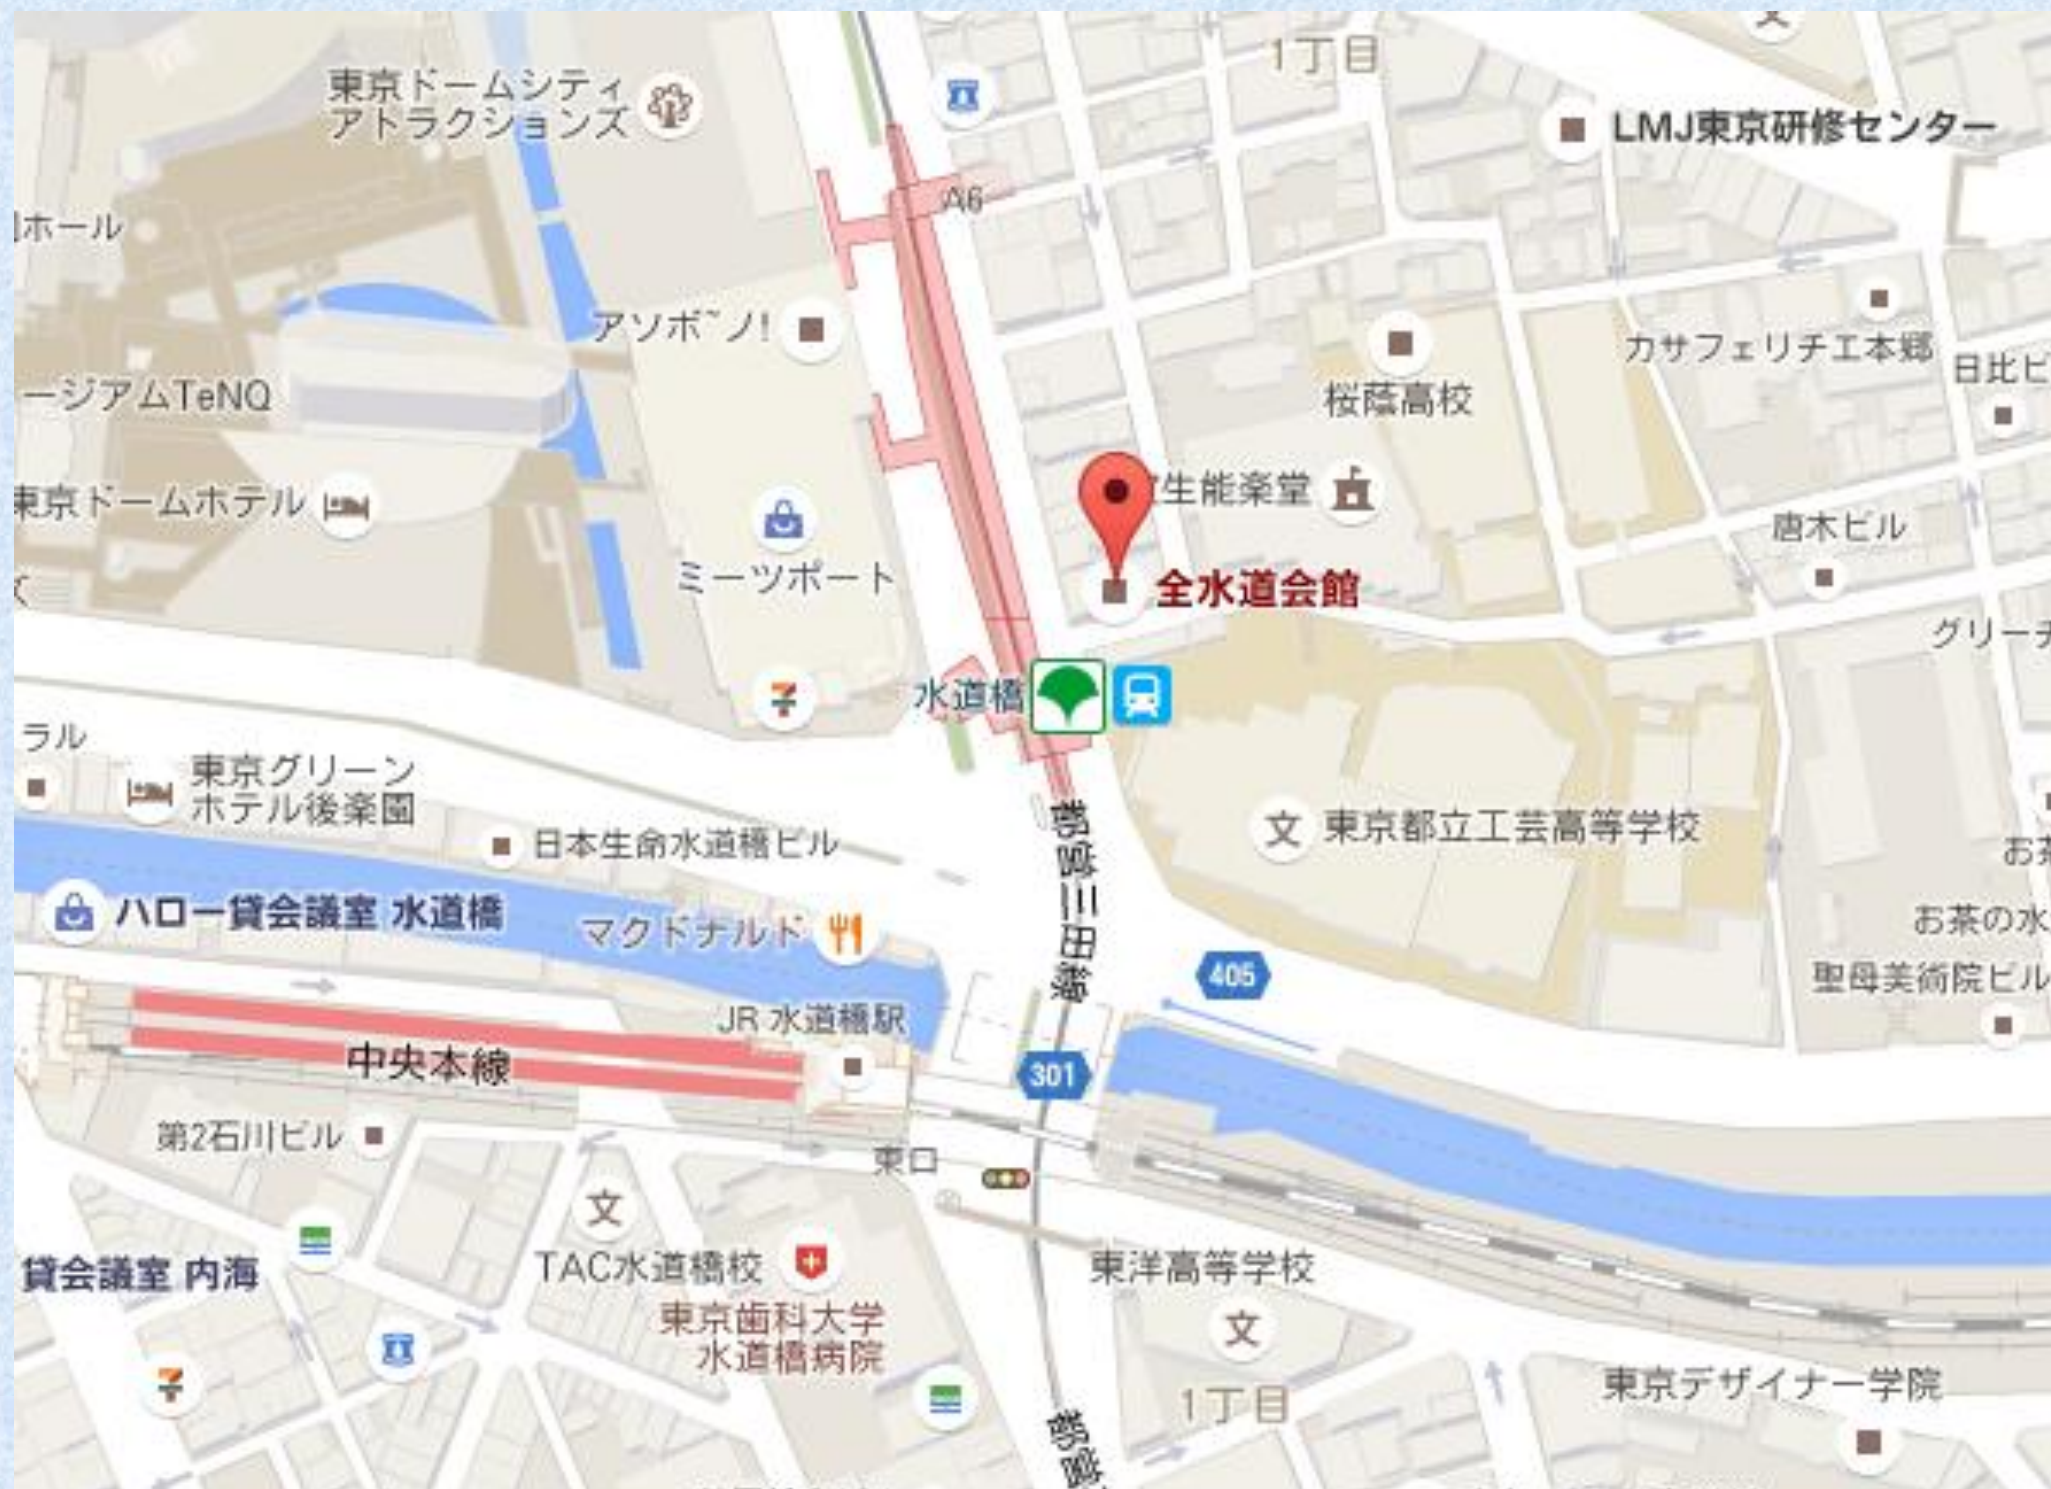 1丁目
東京ドームシティ
アトラクションズ
LMJ東京研修センター
A6
ホール
アソボ~ノ!
カサフェリチエ本郷
日比ビ
ージアムTeNQ
桜蔭高校
東京ドームホテル
生能楽堂
唐木ビル
ミーツポート
全水道会館
グリーチ
水道橋
ラル
東京グリーン
ホテル後楽園
日本生命水道橋ビル
東京都立工芸高等学校
お茶
都営三田線
ハロー貸会議室 水道橋
マクドナルド
お茶の水
405
聖母美術院ビル
JR 水道橋駅
中央本線
301
第2石川ビル
東口
文
TAC水道橋校
東洋高等学校
貸会議室 内海
東京歯科大学
水道橋病院
文
東京デザイナー学院
1丁目
都営